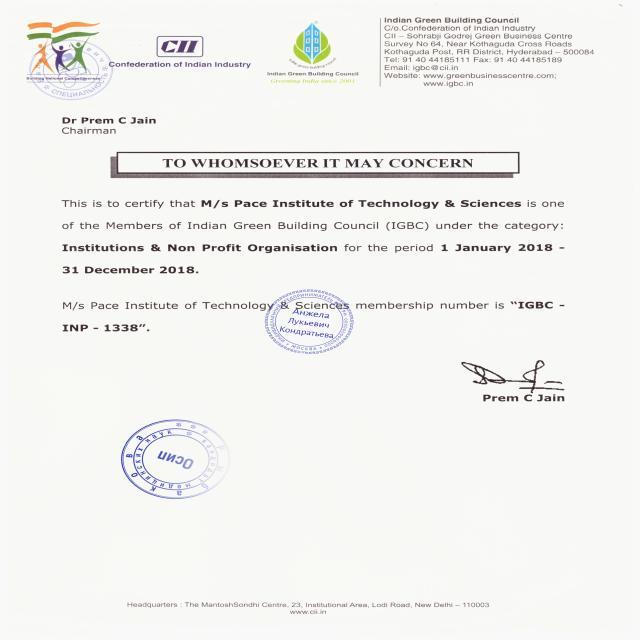 Indian Green Building Council
C/o.Confederation of Indian Industry
CII – Sohrabji Godrej Green Business Centre
Survey No 64, Near Kothaguda Cross Roads
Kothaguda Post, RR District, Hyderabad – 500084
Tel: 91 40 44185111 Fax: 91 40 44185189
Email: igbc@cii.in
Website: www.greenbusinesscentre.com;
www.igbc.in
CII
Confederation of Indian Industry
Indian Green Building Council
Greening India since 2001
Building Nation's Competitiveness
СПЕЦИАЛЬНОСТЬ
Dr Prem C Jain
Chairman
TO WHOMSOEVER IT MAY CONCERN
This is to certify that M/s Pace Institute of Technology & Sciences is one
of the Members of Indian Green Building Council (IGBC) under the category:
Institutions & Non Profit Organisation for the period 1 January 2018 -
31 December 2018.
M/s Pace Institute of Technology & Sciences membership number is “IGBC -
INP - 1338”.
Анжела
Лукьевич
Кондратьева
МОСКВА
Prem C Jain
Осип
медицинских наук
Headquarters : The MantoshSondhi Centre, 23, Institutional Area, Lodi Road, New Delhi – 110003
www.cii.in